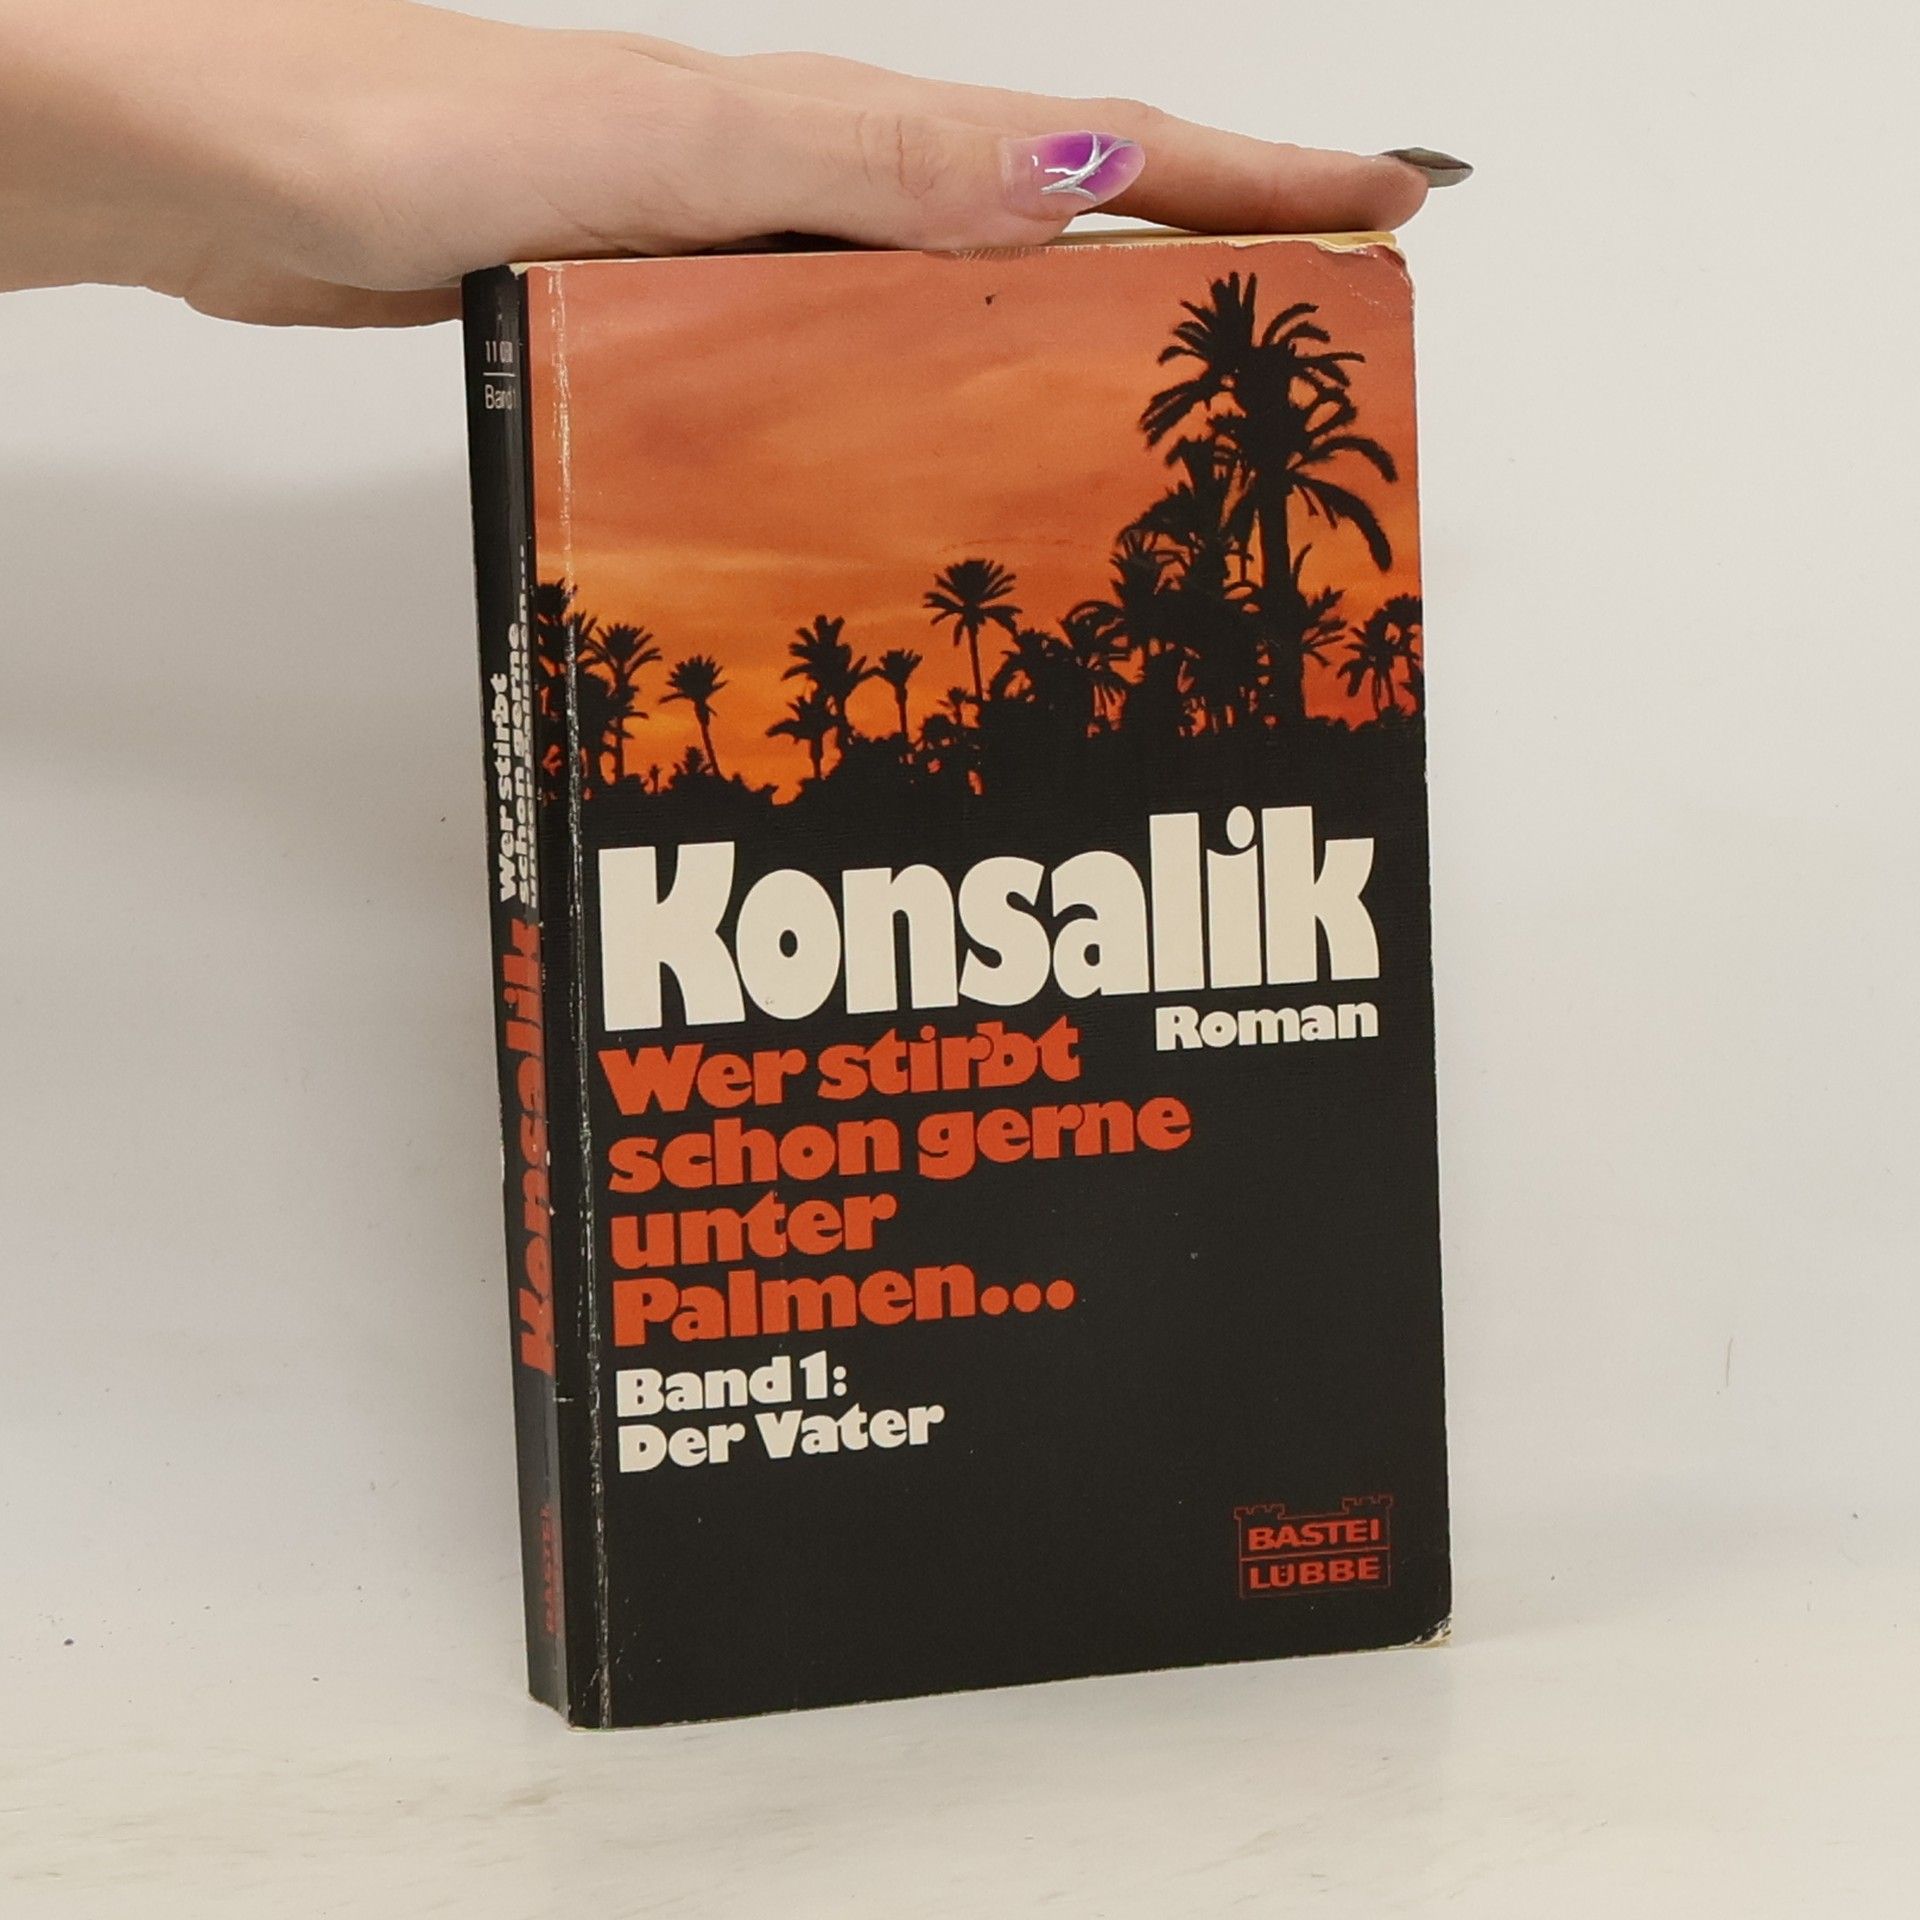 Konsalik
Roman
Wer stirbt
schon gerne
unter
Palmen...
Band 1:
Der Vater
BASTEI
LÜBBE
Band 1
Konsalik
Wer stirbt
schon gerne
BASTEI